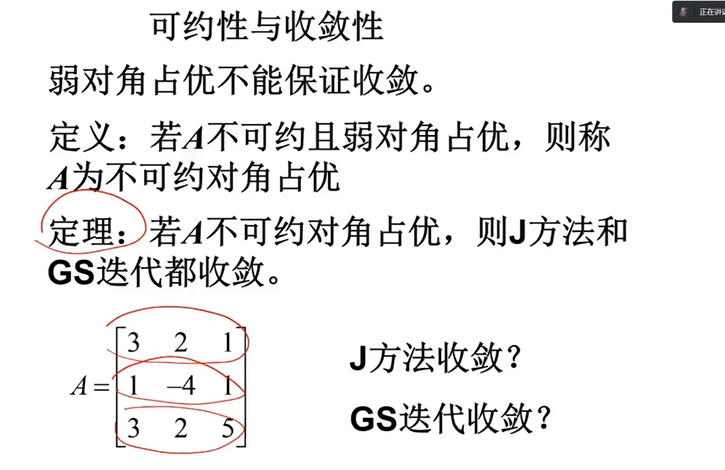 正在讲
可约性与收敛性
弱对角占优不能保证收敛。
定义：若A不可约且弱对角占优，则称
A为不可约对角占优
定理：若A不可约对角占优，则J方法和
GS迭代都收敛。
3 2 1
A = 1 –4 1
3 2 5
J方法收敛？
GS迭代收敛？